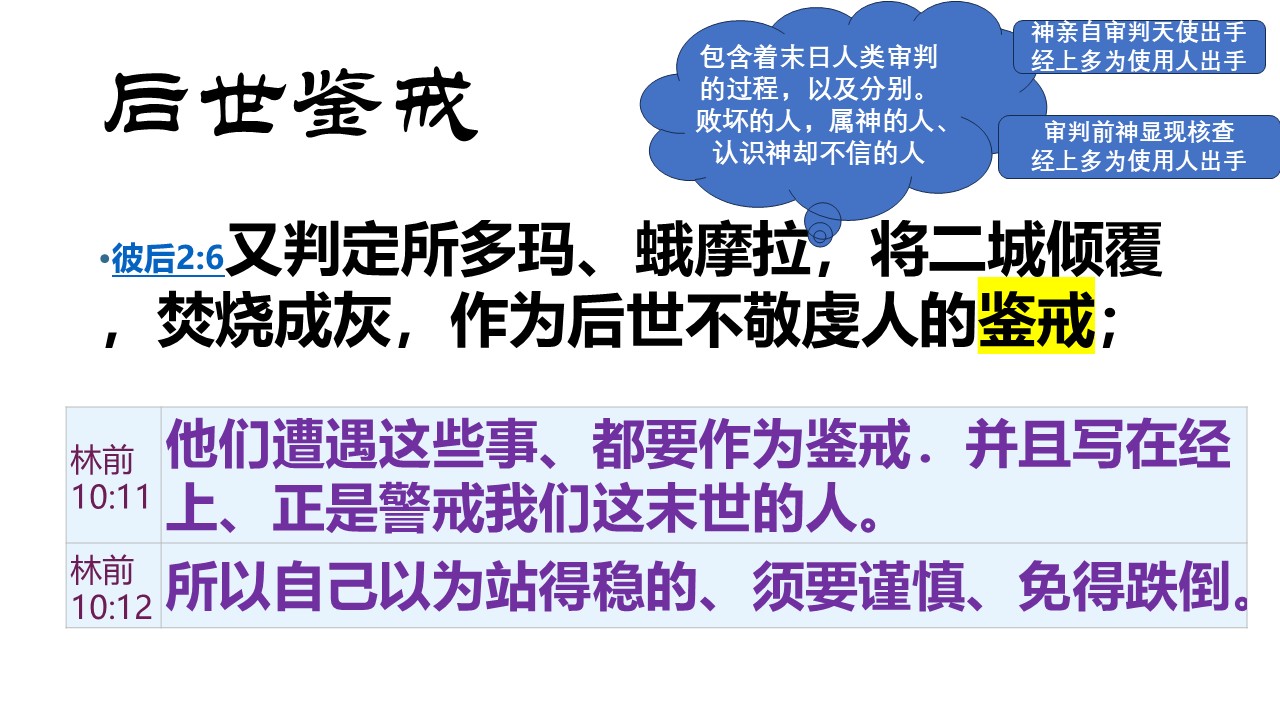 后世鉴戒
包含着末日人类审判
的过程，以及分别。
败坏的人，属神的人、
认识神却不信的人
神亲自审判天使出手
经上多为使用人出手
审判前神显现核查
经上多为使用人出手
•彼后2:6又判定所多玛、蛾摩拉，将二城倾覆
，焚烧成灰，作为后世不敬虔人的鉴戒；
林前
10:11
他们遭遇这些事、都要作为鉴戒．并且写在经
上、正是警戒我们这末世的人。
林前
10:12
所以自己以为站得稳的、须要谨慎、免得跌倒。